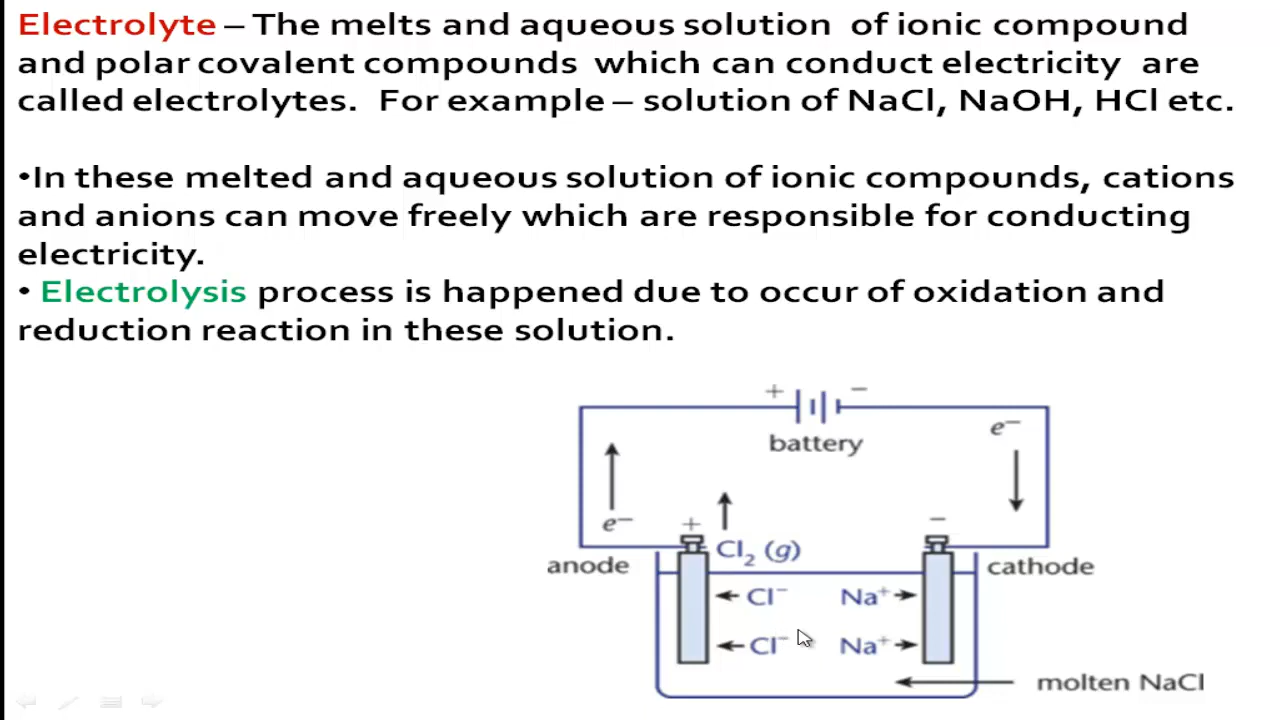 Electrolyte – The melts and aqueous solution of ionic compound
and polar covalent compounds which can conduct electricity are
called electrolytes. For example – solution of NaCl, NaOH, HCl etc.
•In these melted and aqueous solution of ionic compounds, cations
and anions can move freely which are responsible for conducting
electricity.
• Electrolysis process is happened due to occur of oxidation and
reduction reaction in these solution.
+ −
battery
e⁻
e⁻
+ −
Cl₂ (g)
anode cathode
Cl⁻ Na⁺
Cl⁻ Na⁺
molten NaCl